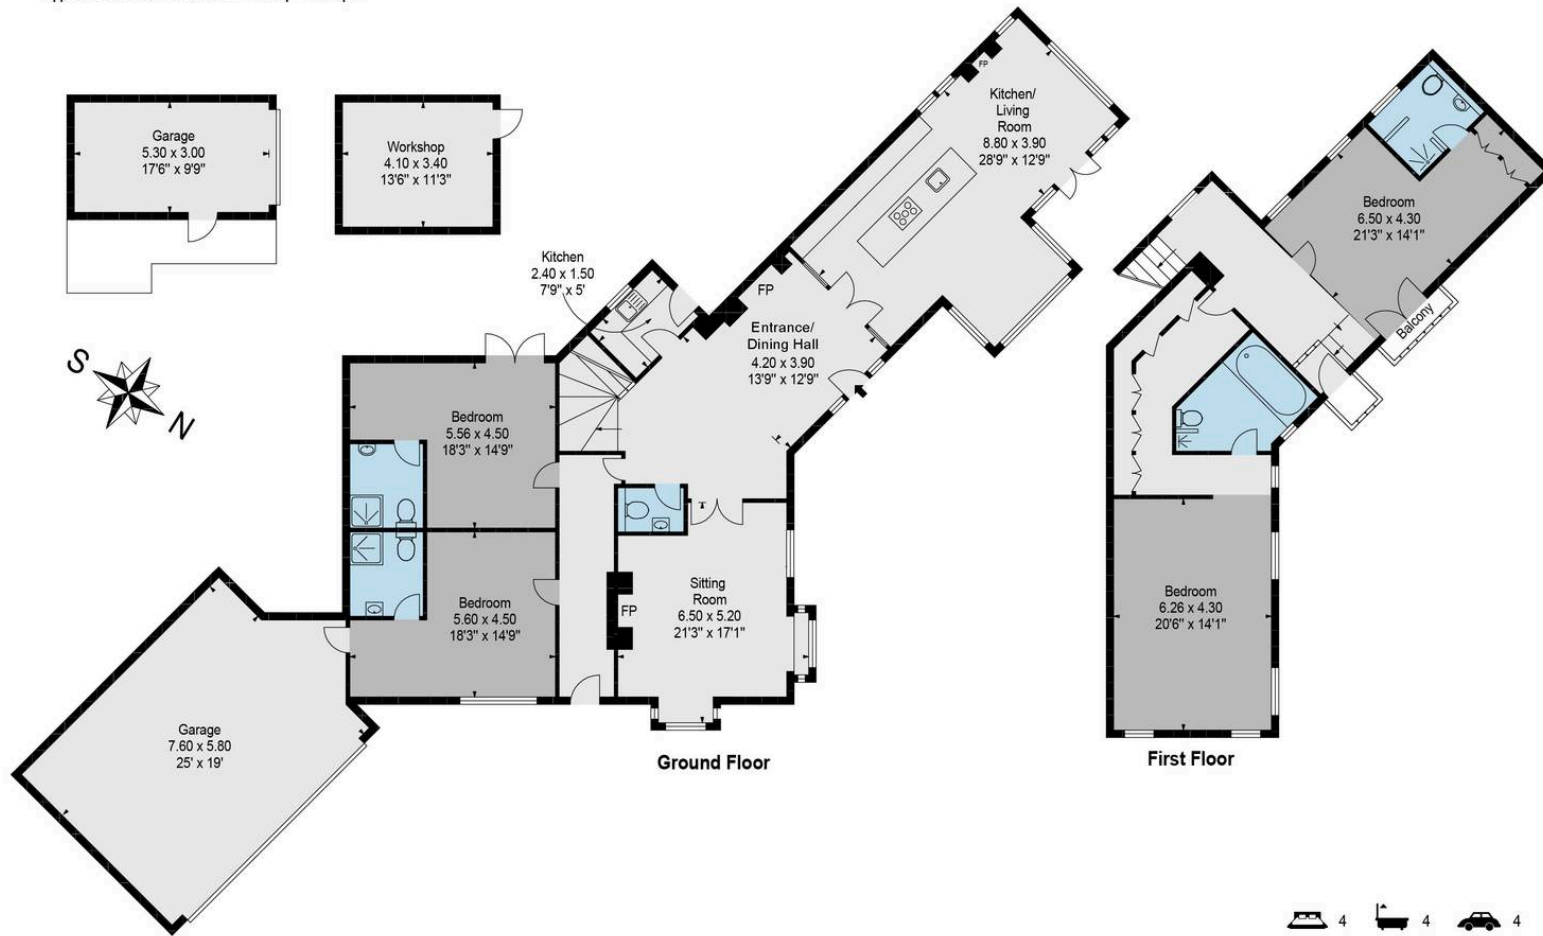 Garage
5.30 x 3.00
17'6" x 9'9"
Workshop
4.10 x 3.40
13'6" x 11'3"
Kitchen
2.40 x 1.50
7'9" x 5'
FP
Kitchen/
Living
Room
8.80 x 3.90
28'9" x 12'9"
FP
Entrance/
Dining Hall
4.20 x 3.90
13'9" x 12'9"
S
N
Bedroom
5.56 x 4.50
18'3" x 14'9"
Bedroom
5.60 x 4.50
18'3" x 14'9"
FP
Sitting
Room
6.50 x 5.20
21'3" x 17'1"
Garage
7.60 x 5.80
25' x 19'
Ground Floor
Bedroom
6.50 x 4.30
21'3" x 14'1"
Balcony
Bedroom
6.26 x 4.30
20'6" x 14'1"
First Floor
4 4 4